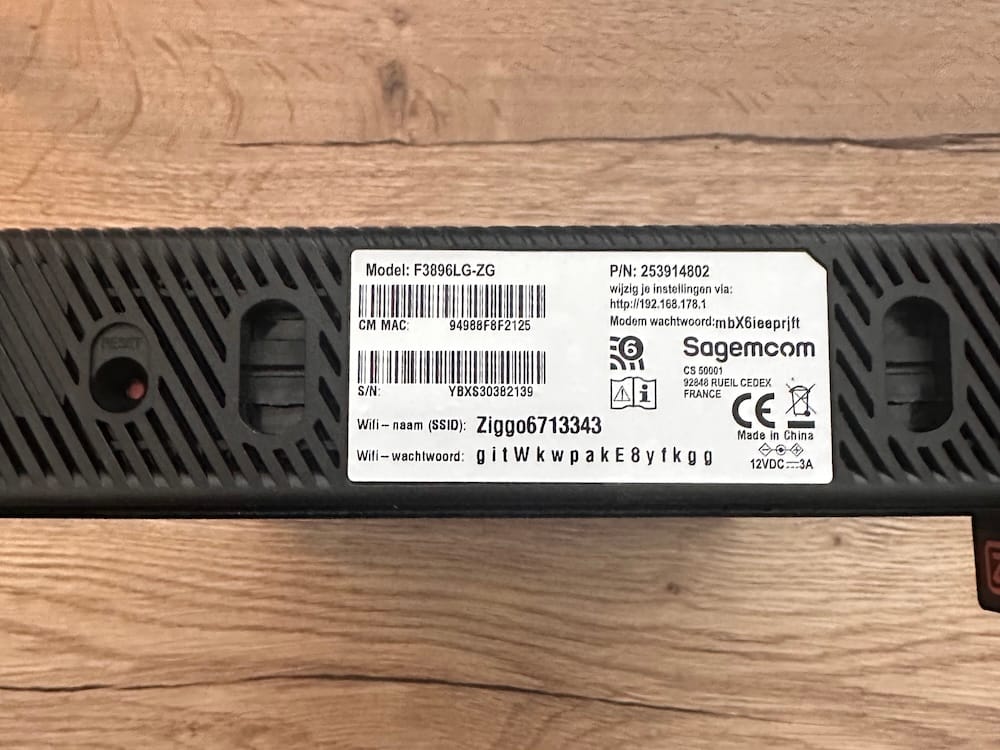 RESET
Model: F3896LG-ZG
CM MAC: 94988F8F2125
S/N: YBXS30382139
Wifi-naam (SSID): Ziggo6713343
Wifi-wachtwoord: gitWkwpakE8yfkgg
P/N: 253914802
wijzig je instellingen via:
http://192.168.178.1
Modem wachtwoord:mbX6ieeprjft
6
Sagemcom
CS 50001
92848 RUEIL CEDEX
FRANCE
CE
Made in China
12VDC 3A